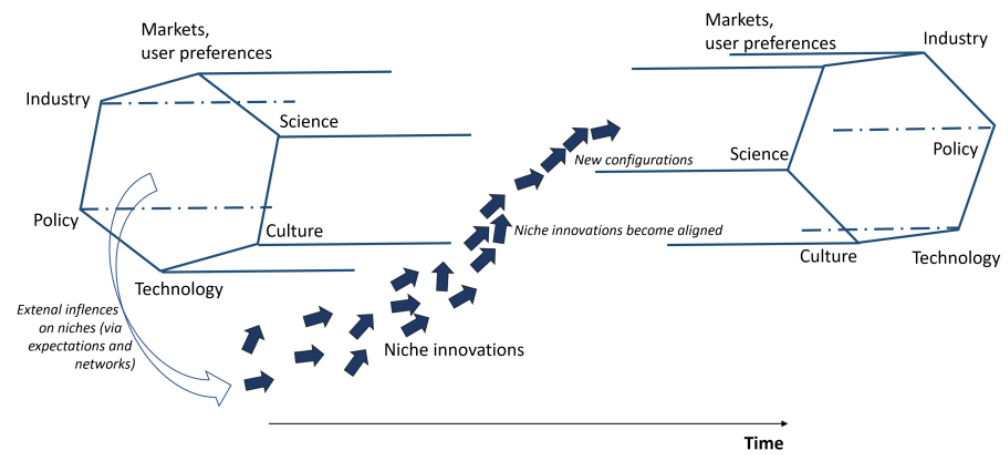 Markets,
user preferences
Industry
Science
Policy
Culture
Technology
Extenal inflences
on niches (via
expectations and
networks)
Niche innovations
New configurations
Niche innovations become aligned
Markets,
user preferences
Industry
Science
Policy
Culture
Technology
Time